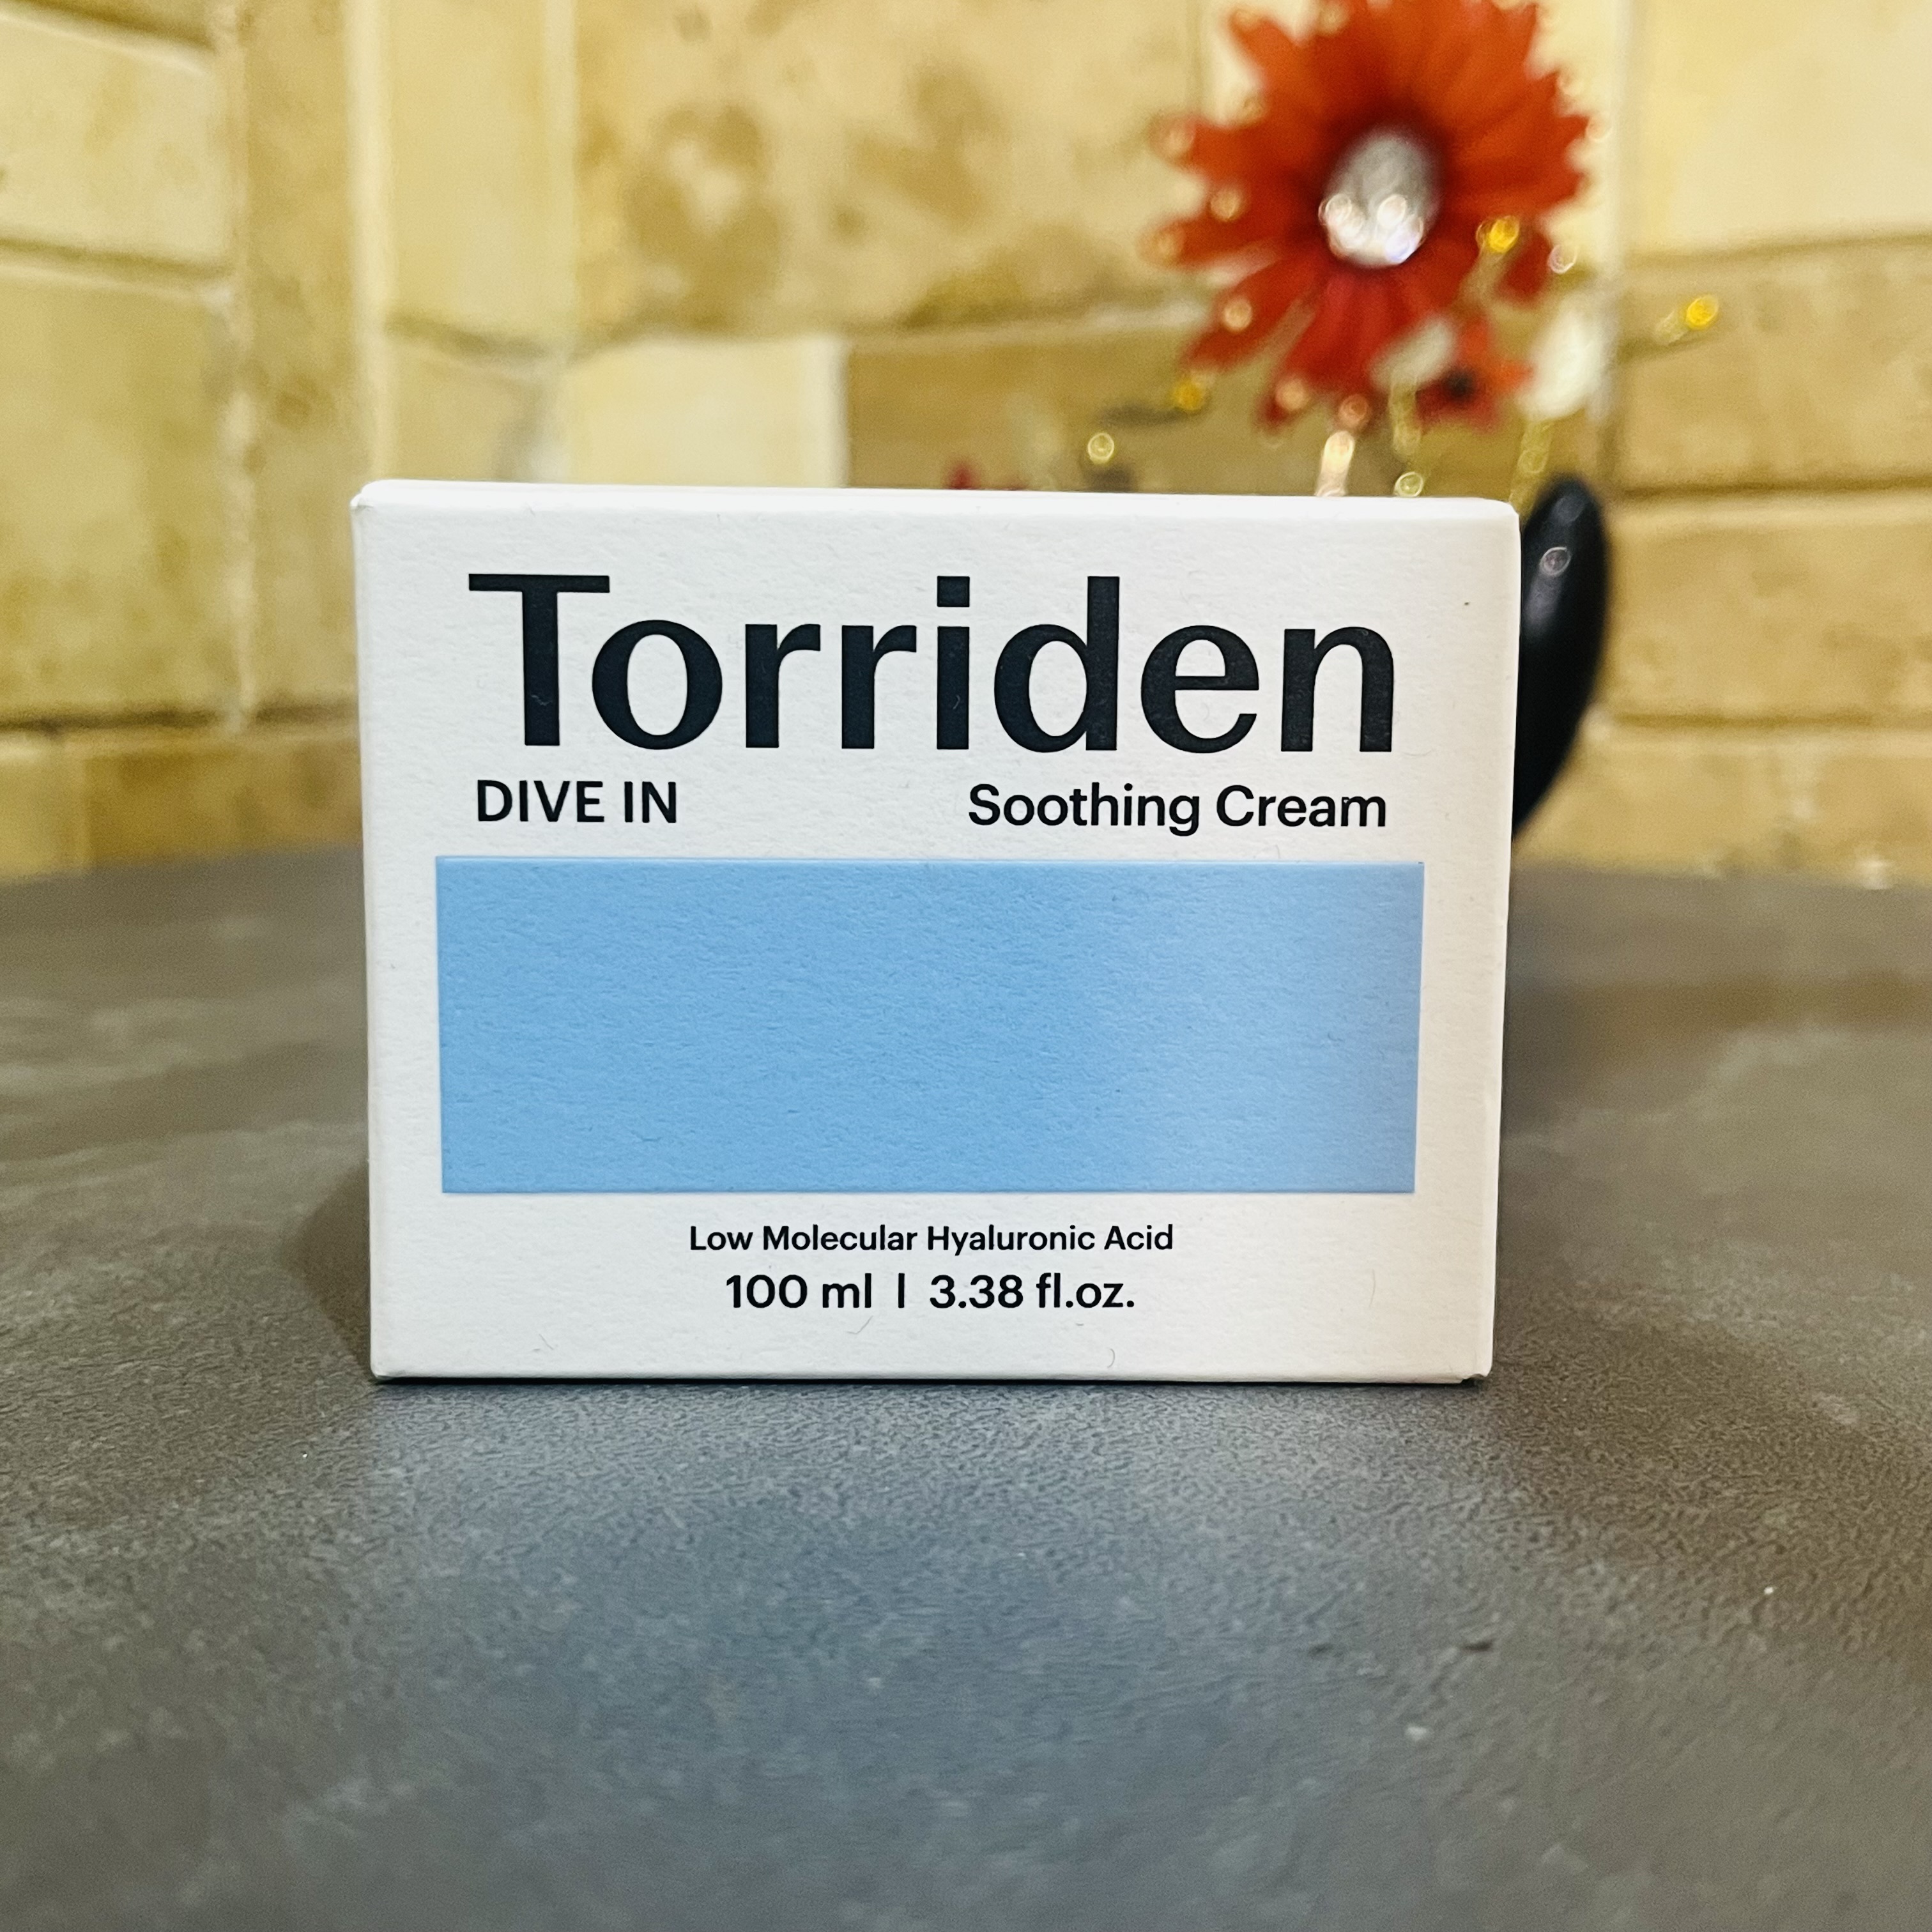 Torriden
DIVE IN Soothing Cream
Low Molecular Hyaluronic Acid
100 ml | 3.38 fl.oz.